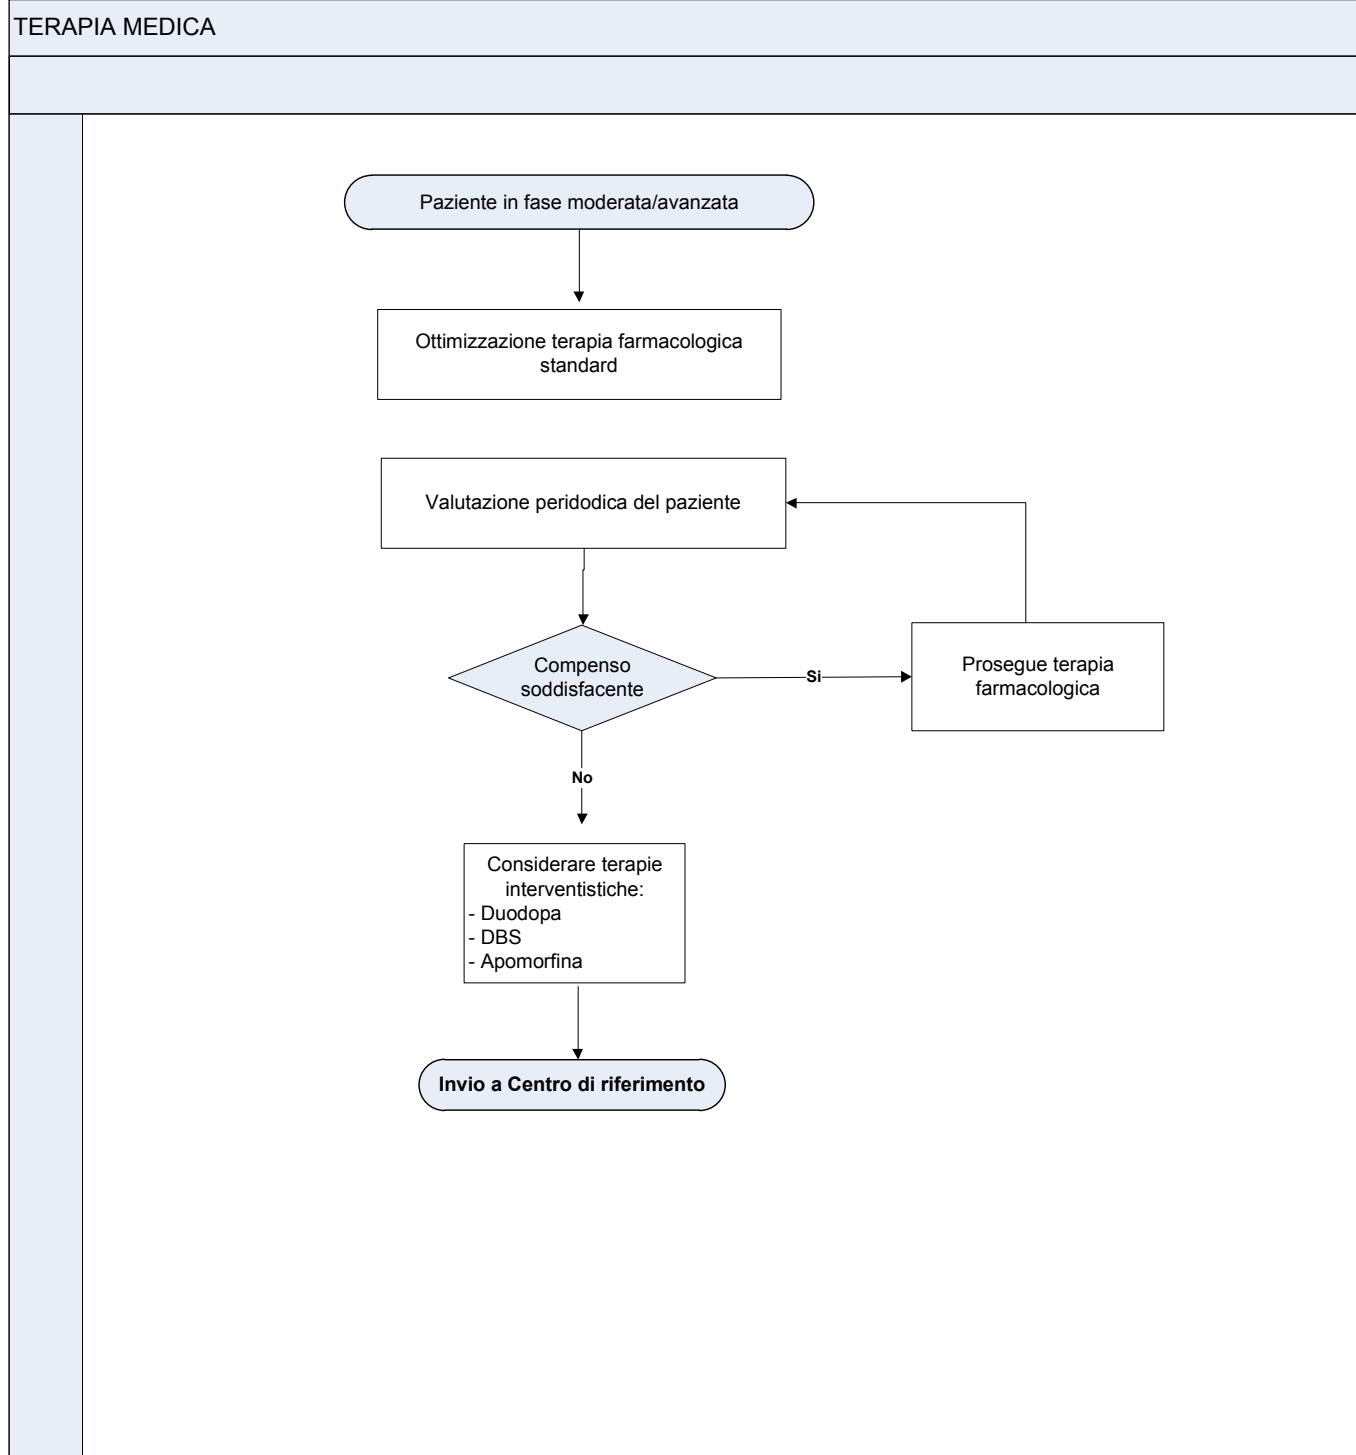 TERAPIA MEDICA
Paziente in fase moderata/avanzata
Ottimizzazione terapia farmacologica
standard
Valutazione peridodica del paziente
Compenso
soddisfacente
Si
Prosegue terapia
farmacologica
No
Considerare terapie
interventistiche:
- Duodopa
- DBS
- Apomorfina
Invio a Centro di riferimento